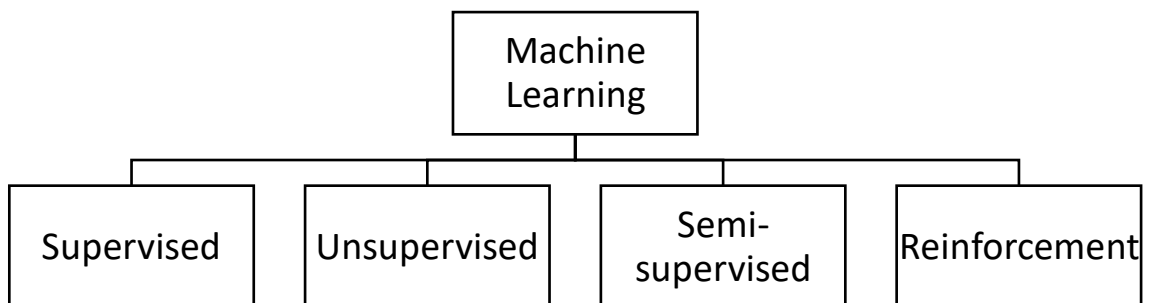 Machine
Learning
Supervised
Unsupervised
Semi-
supervised
Reinforcement